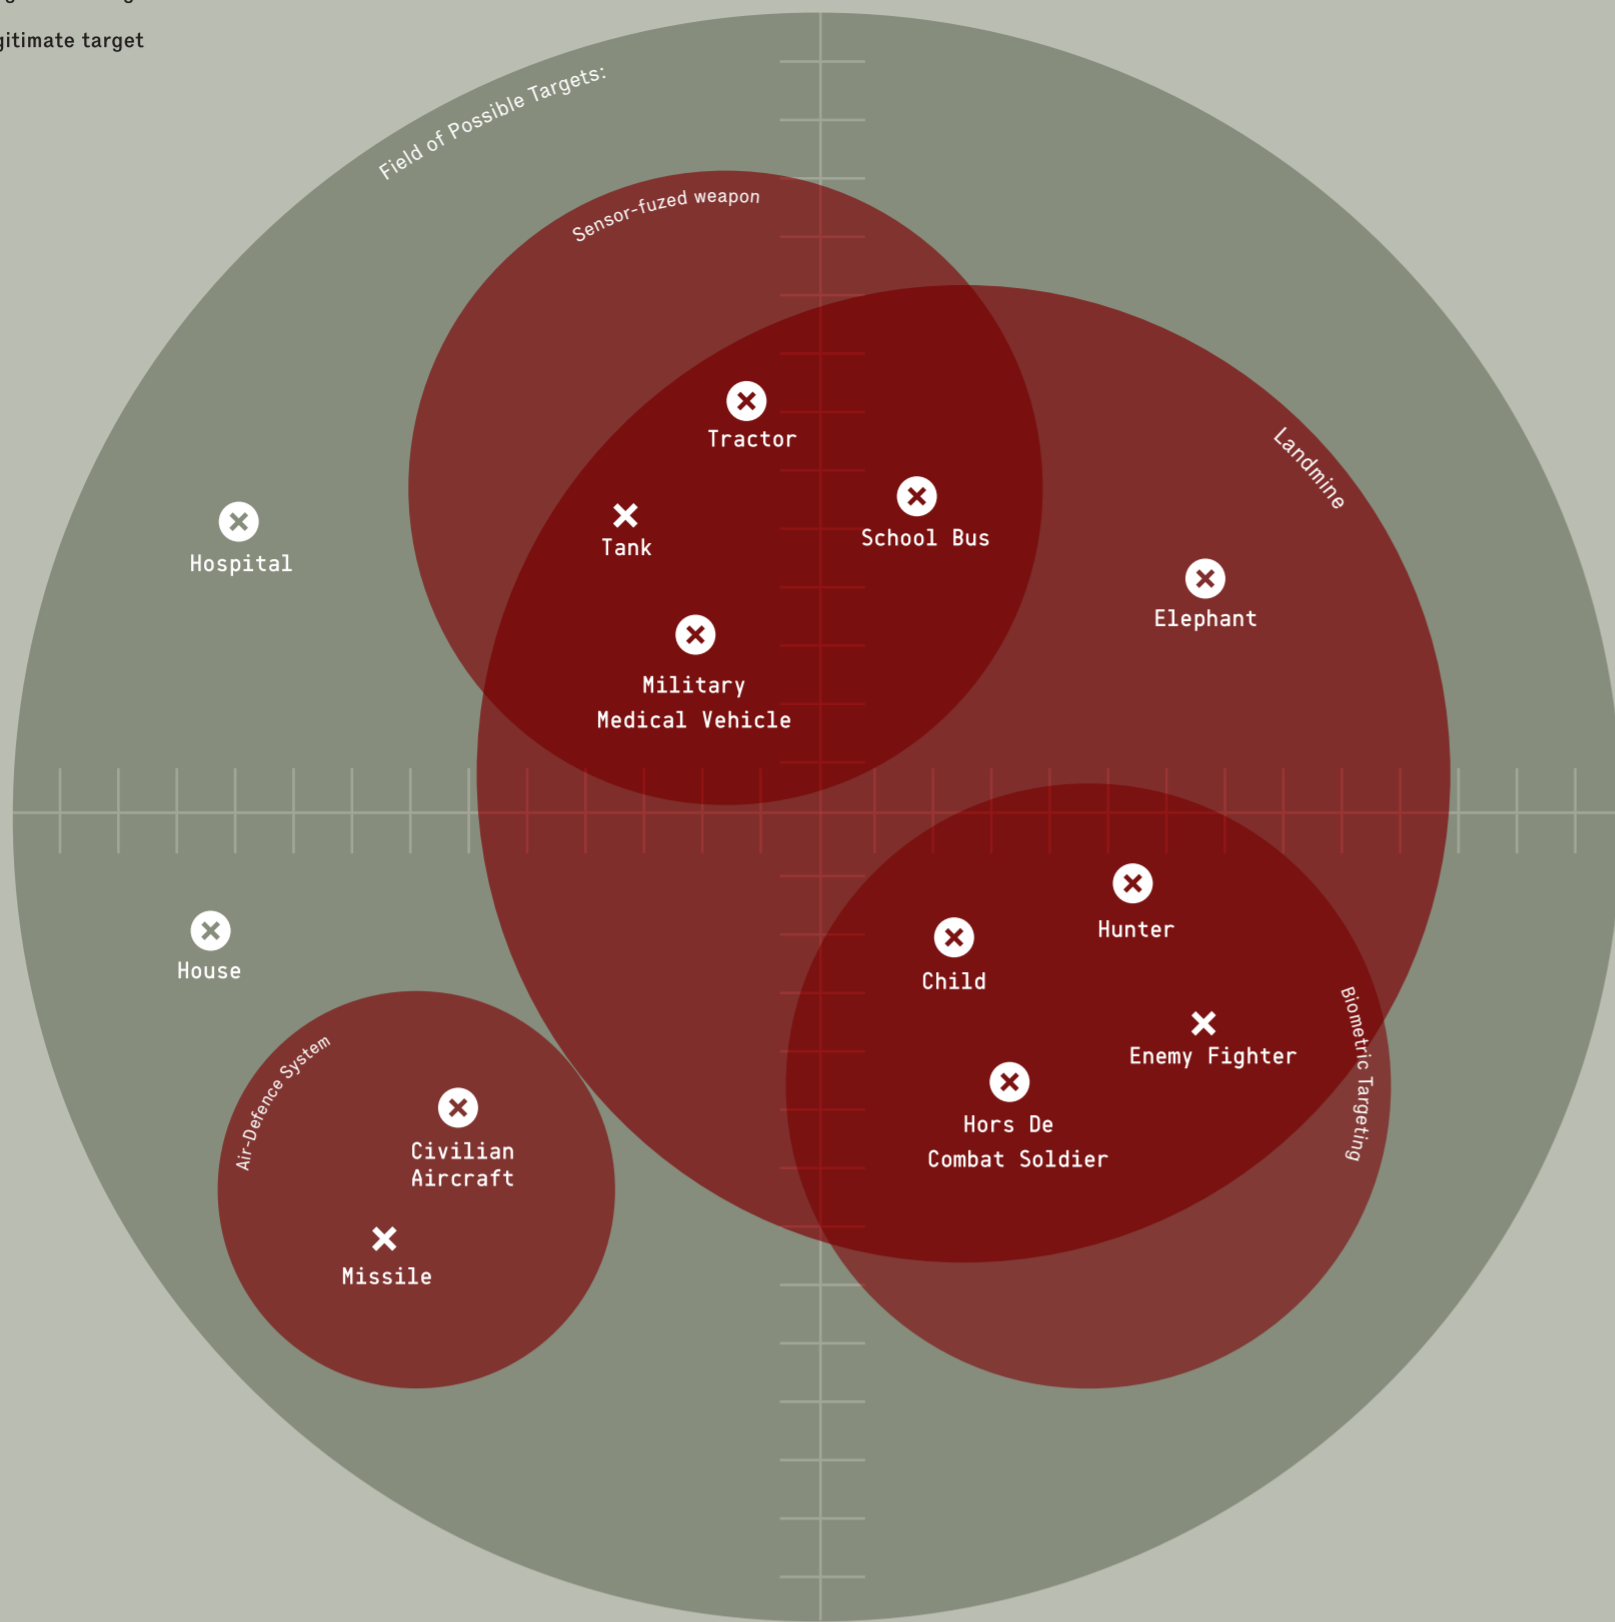 gitimate target
Field of Possible Targets:
Sensor-fuzed weapon
Landmine
Tractor
School Bus
Tank
Hospital
Elephant
Military
Medical Vehicle
Hunter
House
Child
Biometric Targeting
Enemy Fighter
Air-Defence System
Hors De
Combat Soldier
Civilian
Aircraft
Missile